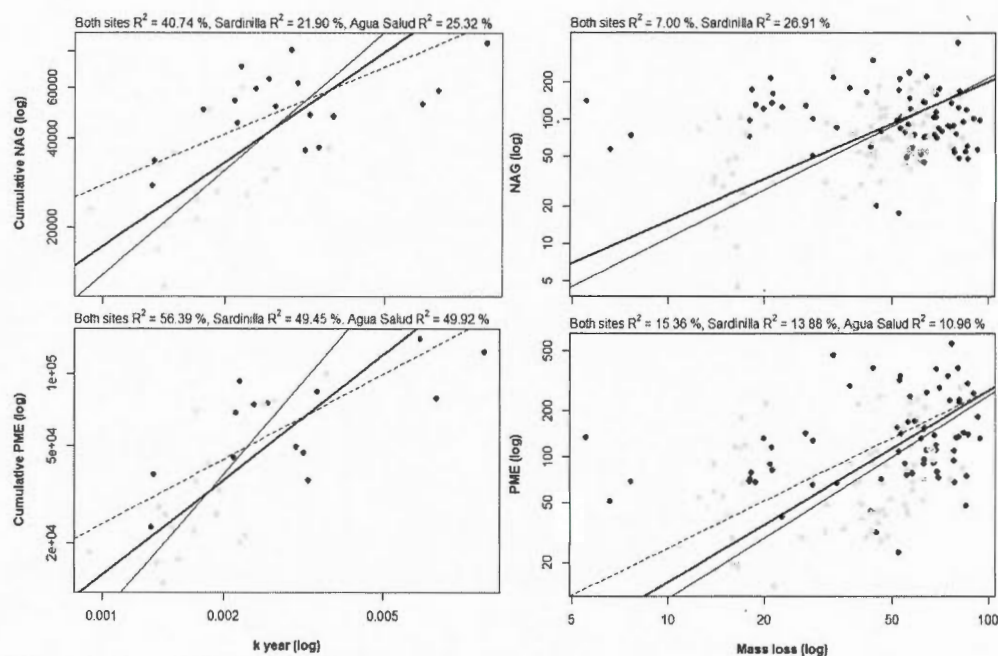 Both sites R² = 40.74 %, Sardinilla R² = 21.90 %, Agua Salud R² = 25.32 %
Cumulative NAG (log)
60000
40000
20000
Both sites R² = 7.00 %, Sardinilla R² = 26.91 %
NAG (log)
200
100
50
20
10
5
Both sites R² = 56.39 %, Sardinilla R² = 49.45 %, Agua Salud R² = 49.92 %
Cumulative PME (log)
1e+05
5e+04
2e+04
0.001
0.002
0.005
k year (log)
Both sites R² = 15.36 %, Sardinilla R² = 13.88 %, Agua Salud R² = 10.96 %
PME (log)
500
200
100
50
20
5
10
20
50
100
Mass loss (log)